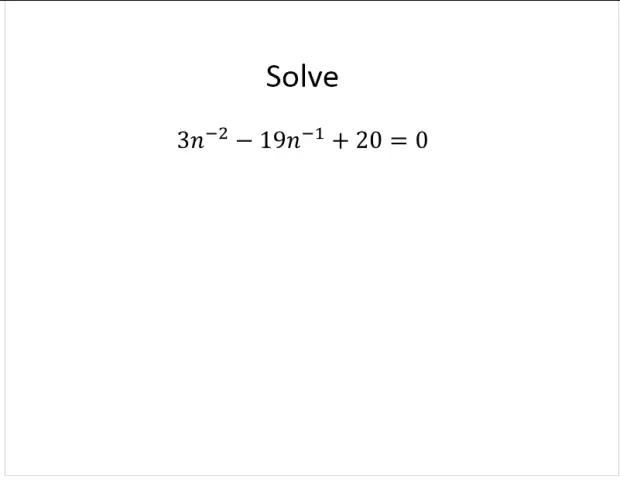 Solve
3n⁻² − 19n⁻¹ + 20 = 0